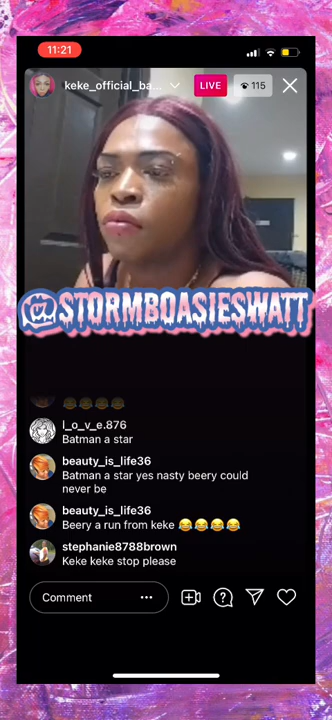 11:21
keke_official_ba...
LIVE
115
@STORMBOASIESWATT
l_o_v_e.876
Batman a star
beauty_is_life36
Batman a star yes nasty beery could
never be
beauty_is_life36
Beery a run from keke 😂😂😂😂
stephanie8788brown
Keke keke stop please
Comment